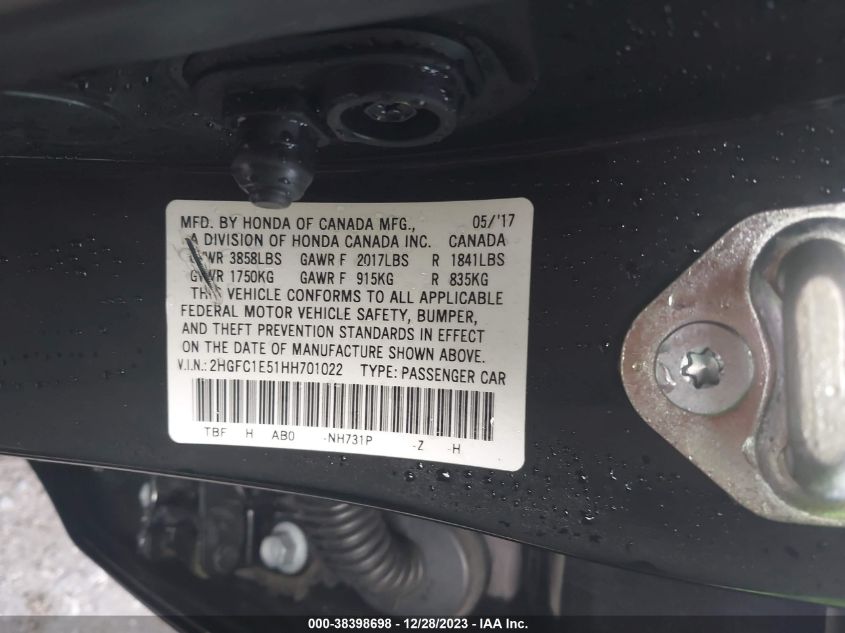 MFD. BY HONDA OF CANADA MFG., 05/'17
A DIVISION OF HONDA CANADA INC. CANADA
GVWR 3858LBS GAWR F 2017LBS R 1841LBS
GVWR 1750KG GAWR F 915KG R 835KG
THIS VEHICLE CONFORMS TO ALL APPLICABLE
FEDERAL MOTOR VEHICLE SAFETY, BUMPER,
AND THEFT PREVENTION STANDARDS IN EFFECT
ON THE DATE OF MANUFACTURE SHOWN ABOVE.
V.I.N.: 2HGFC1E51HH701022 TYPE: PASSENGER CAR
TBF H AB0 -NH731P -Z -H
000-38398698 - 12/28/2023 - IAA Inc.